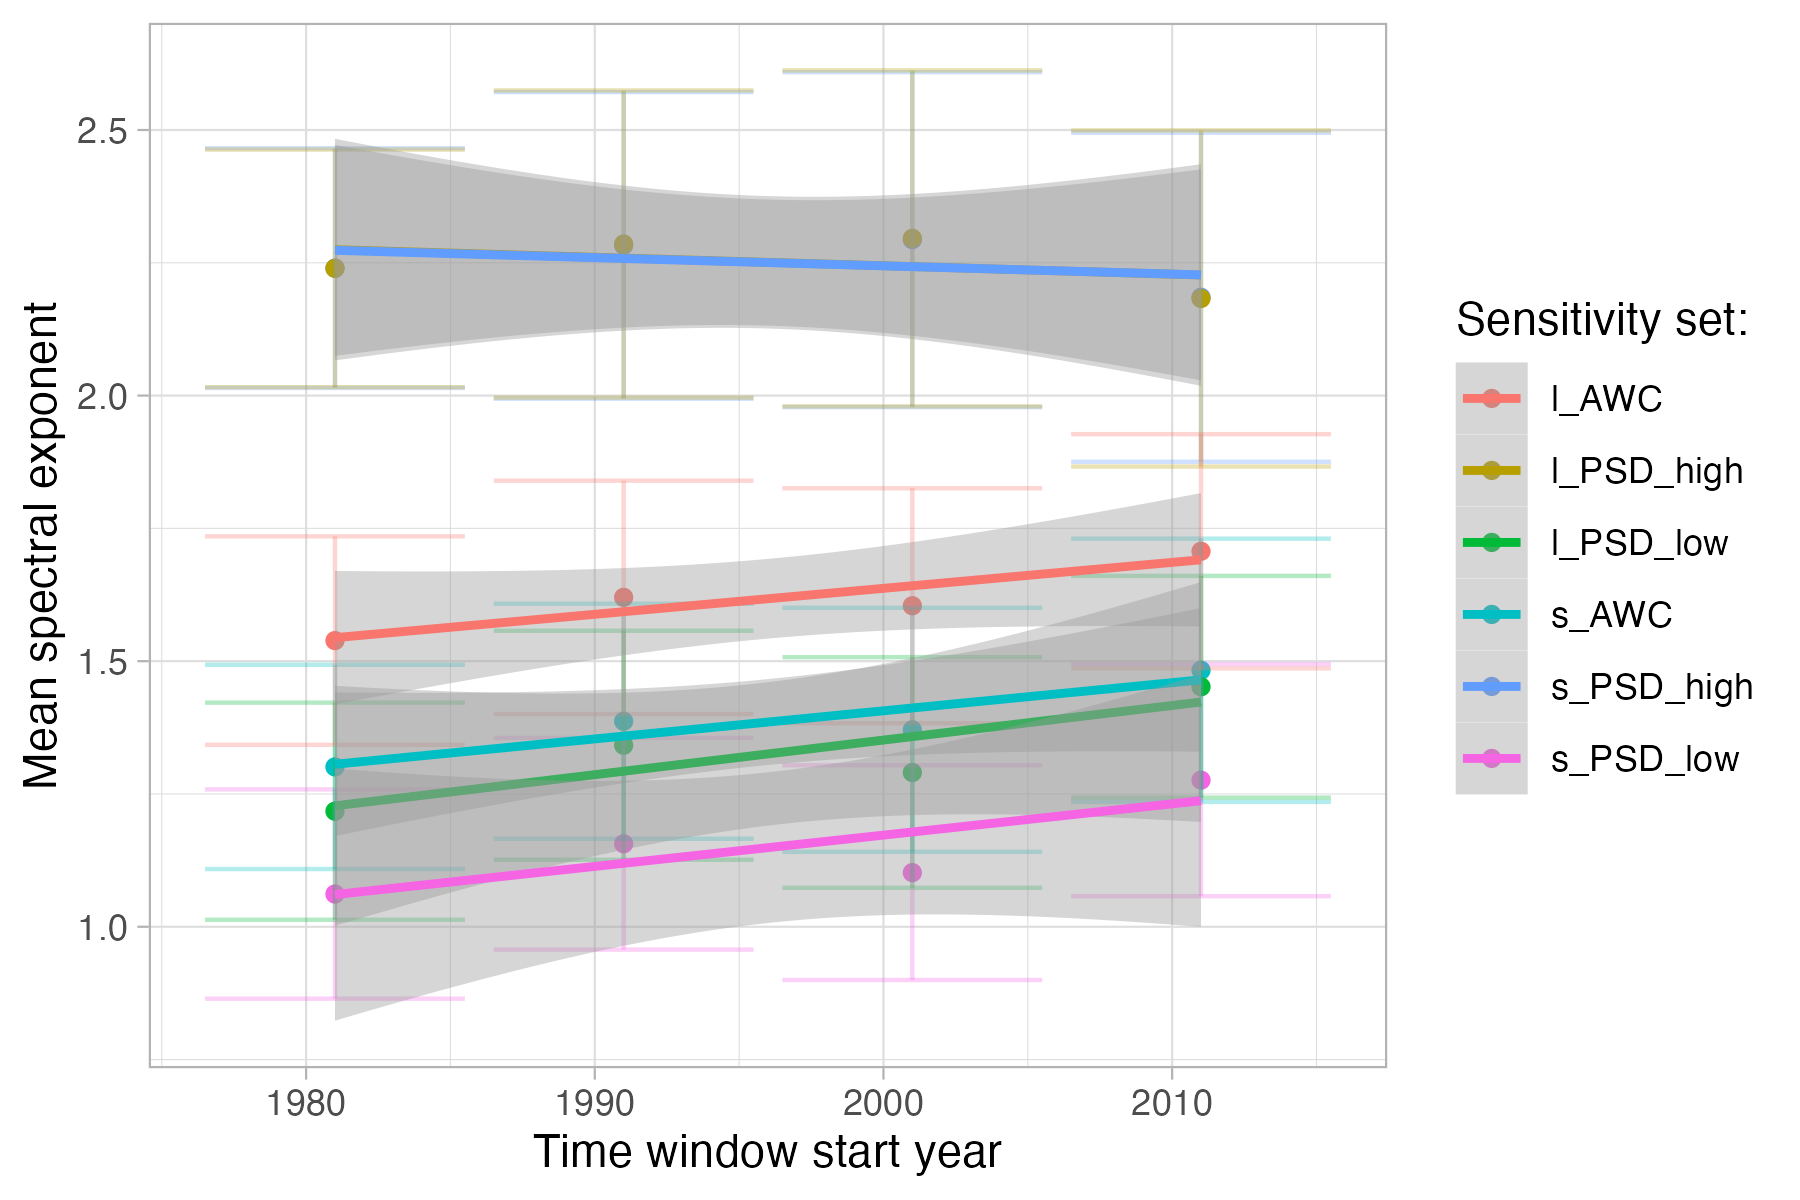 Mean spectral exponent
2.5
2.0
1.5
1.0
1980
1990
2000
2010
Time window start year
Sensitivity set:
l_AWC
l_PSD_high
l_PSD_low
s_AWC
s_PSD_high
s_PSD_low